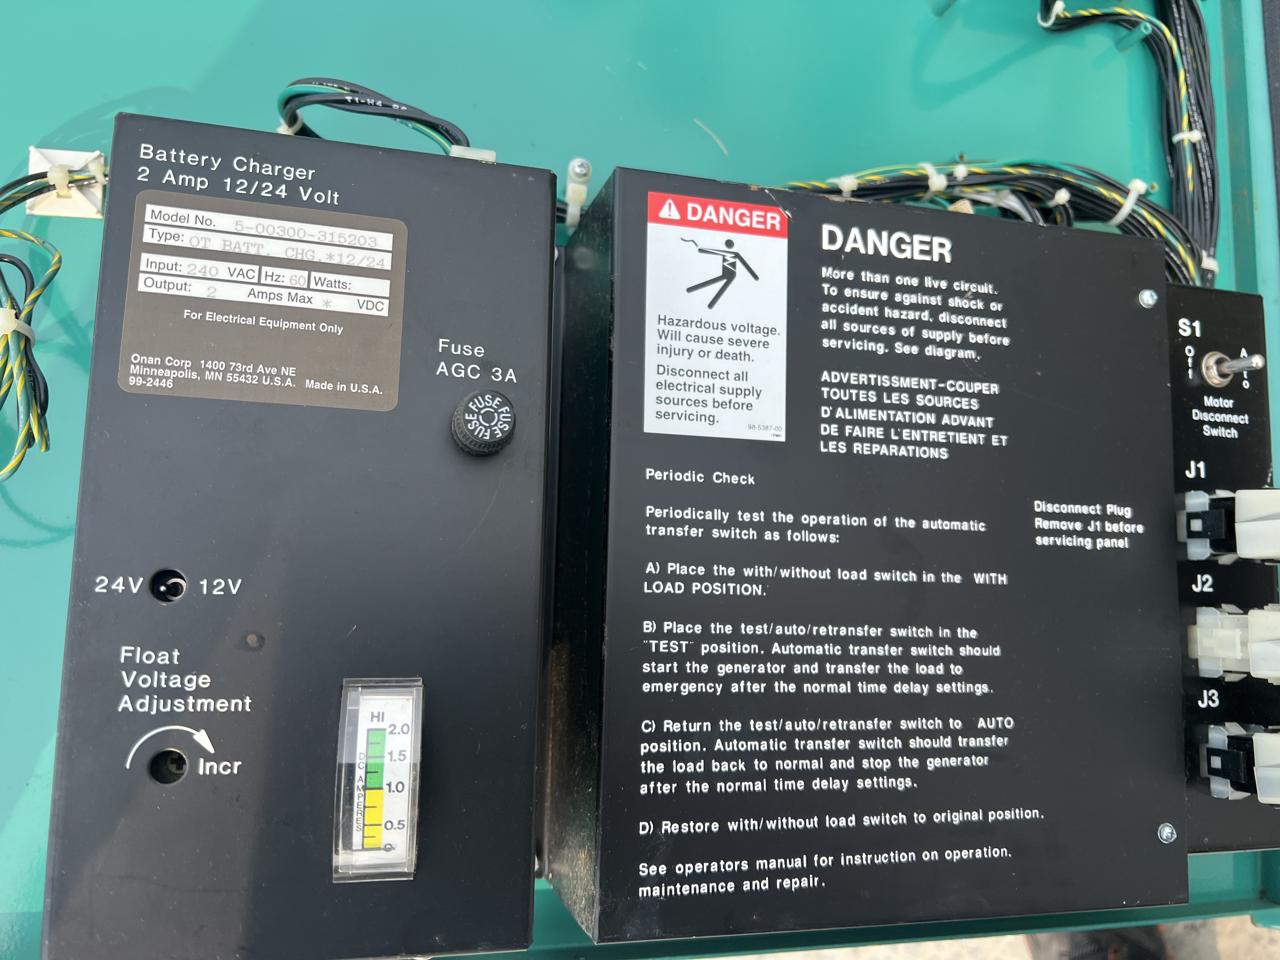 T1-H4 BC
Battery Charger
2 Amp 12/24 Volt
Model No. 5-00300-315203
Type: OT BATT. CHG.*12/24
Input: 240 VAC Hz: 60 Watts:
Output: 2 Amps Max * VDC
For Electrical Equipment Only
Onan Corp 1400 73rd Ave NE
Minneapolis, MN 55432 U.S.A. Made in U.S.A.
99-2446
Fuse
AGC 3A
FUSE FUSE FUSE
24V 12V
Float
Voltage
Adjustment
Incr
HI
2.0
1.5
1.0
0.5
0
DC AMPERES
DANGER
Hazardous voltage.
Will cause severe
injury or death.
Disconnect all
electrical supply
sources before
servicing.
98-5387-00
DANGER
More than one live circuit.
To ensure against shock or
accident hazard, disconnect
all sources of supply before
servicing. See diagram.
ADVERTISSMENT-COUPER
TOUTES LES SOURCES
D'ALIMENTATION AVANT
DE FAIRE L'ENTRETIENT ET
LES REPARATIONS
Periodic Check
Periodically test the operation of the automatic
transfer switch as follows:
A) Place the with/without load switch in the WITH
LOAD POSITION.
B) Place the test/auto/retransfer switch in the
"TEST" position. Automatic transfer switch should
start the generator and transfer the load to
emergency after the normal time delay settings.
C) Return the test/auto/retransfer switch to AUTO
position. Automatic transfer switch should transfer
the load back to normal and stop the generator
after the normal time delay settings.
D) Restore with/without load switch to original position.
See operators manual for instruction on operation.
maintenance and repair.
Disconnect Plug
Remove J1 before
servicing panel
S1
Off
Motor
Disconnect
Switch
J1
J2
J3